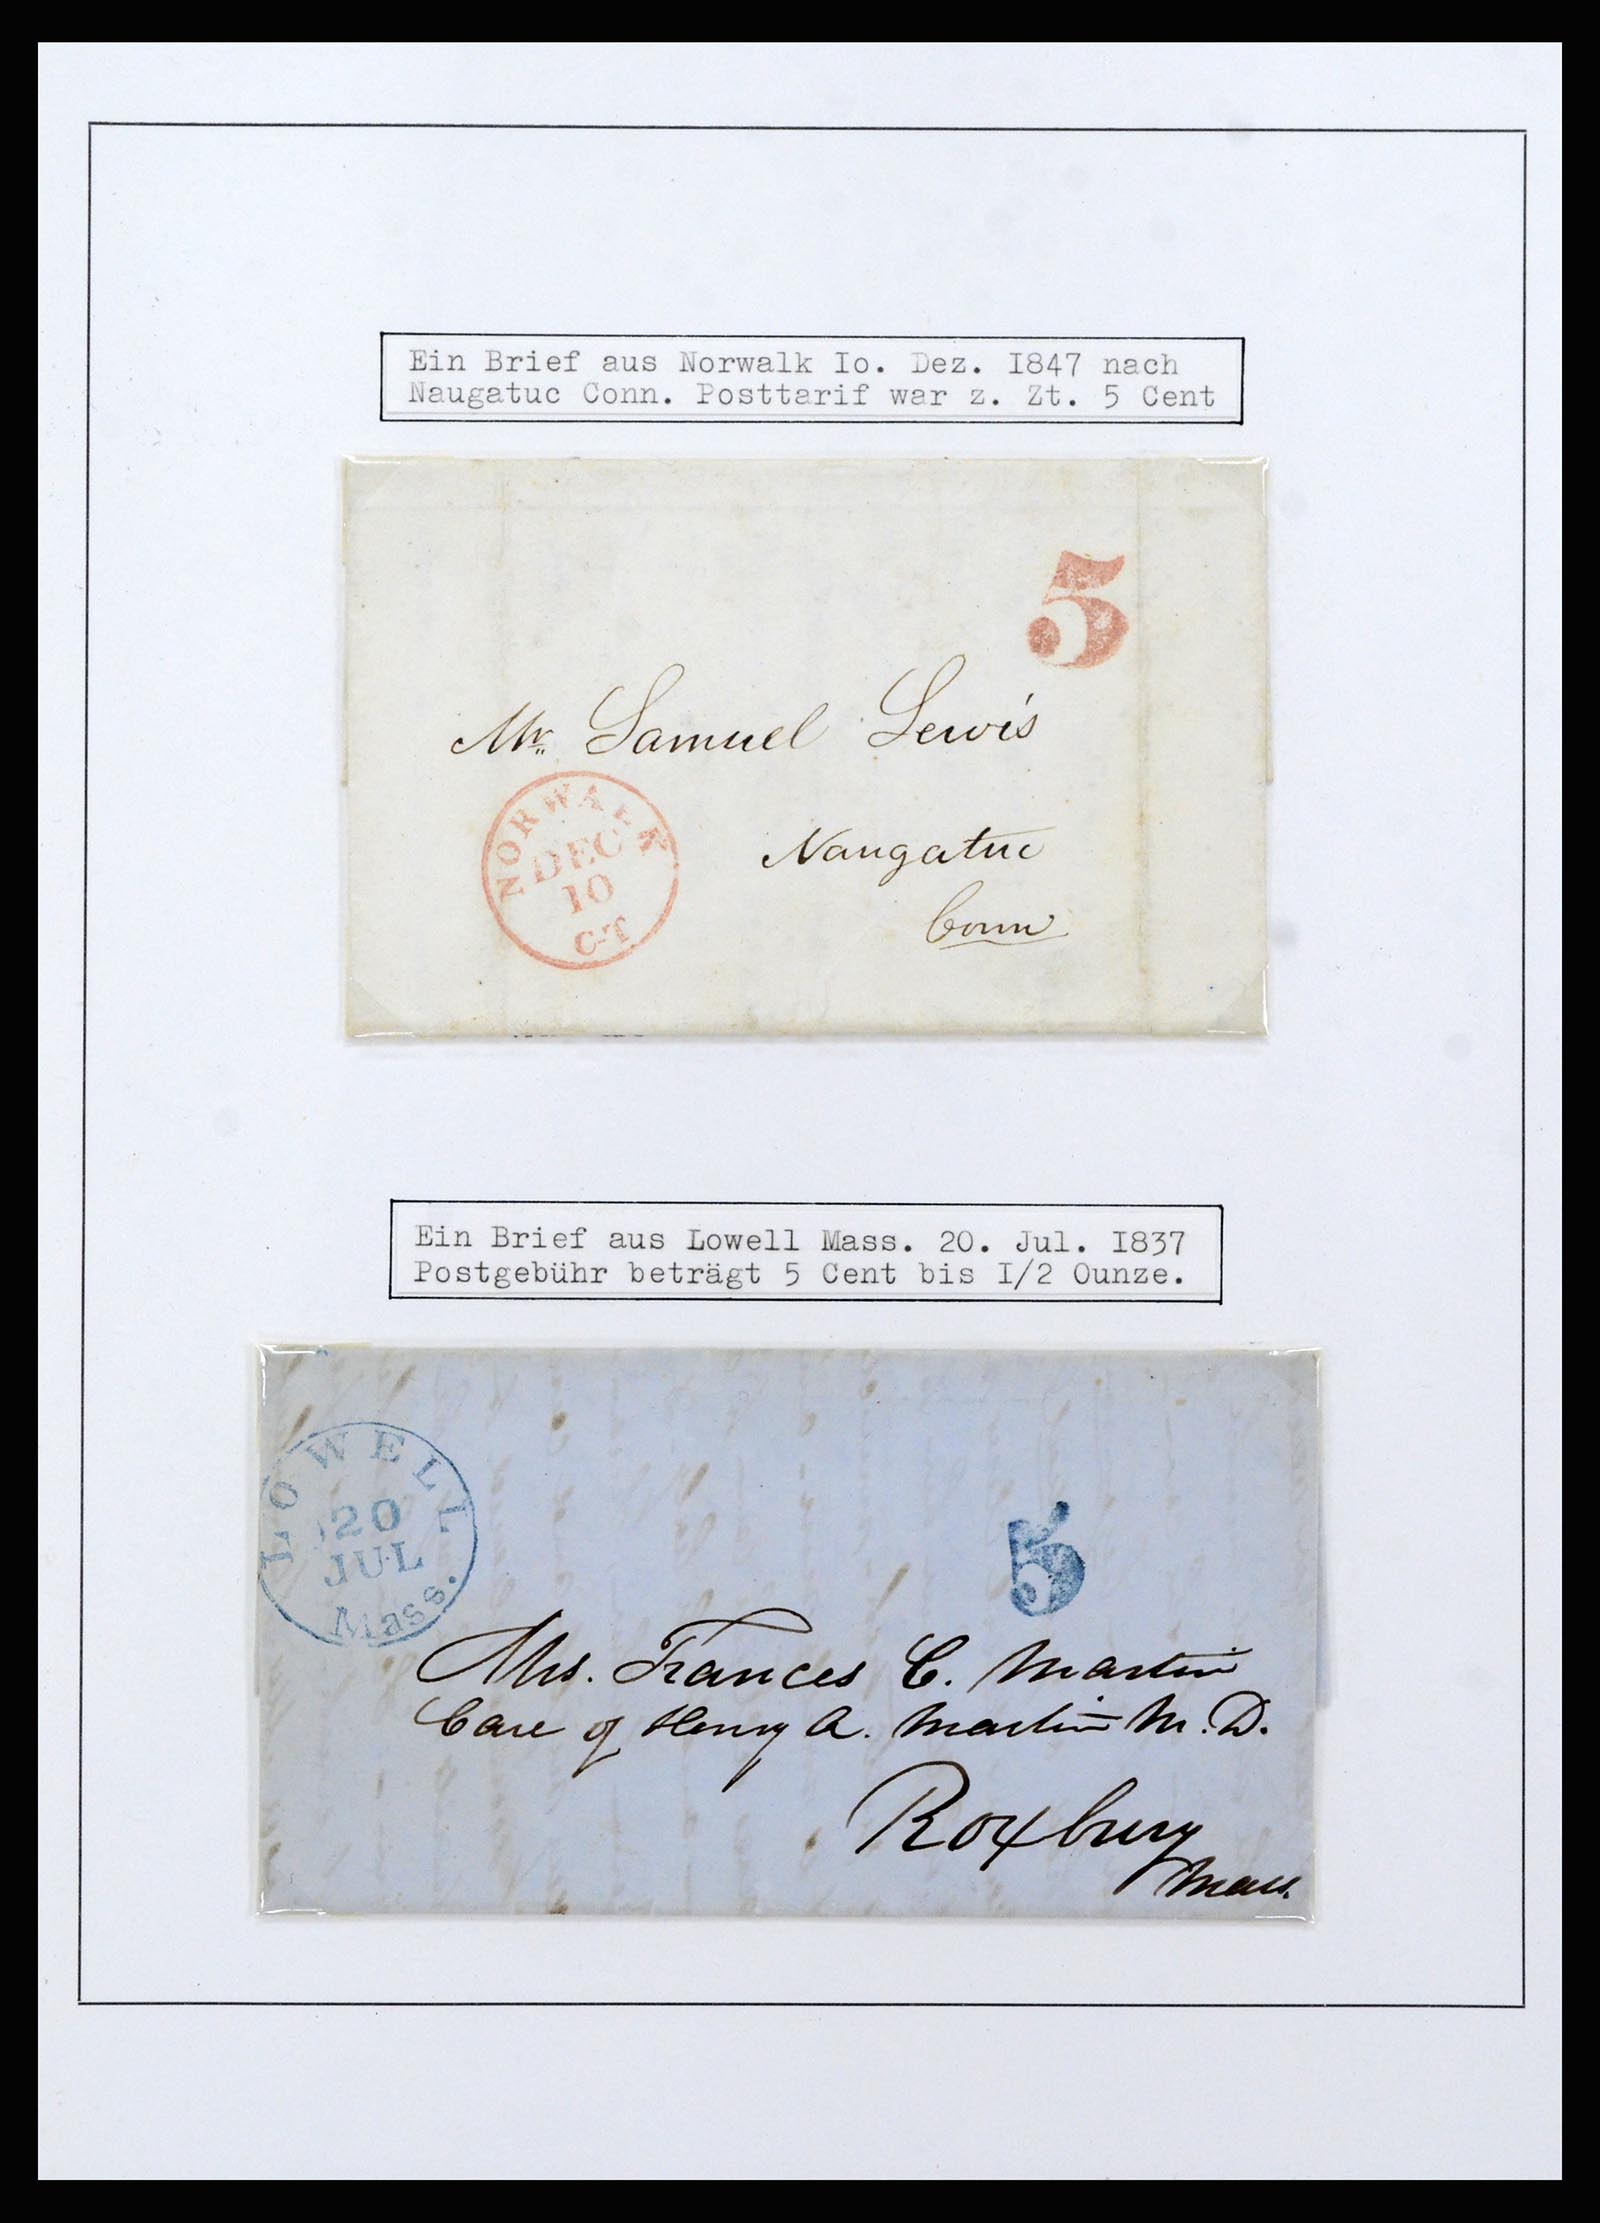 Ein Brief aus Norwalk Io. Dez. I847 nach
Naugatuc Conn. Posttarif war z. Zt. 5 Cent
5
Mr. Samuel Lewis
NORWALK
DEC
10
C-T
Naugatuc
Conn
Ein Brief aus Lowell Mass. 20. Jul. I837
Postgebühr beträgt 5 Cent bis I/2 Ounze.
LOWELL
20
JUL
Mass.
5
Mrs. Frances C. Martin
Care of Henry A. Martin M.D.
Roxbury
Mass.